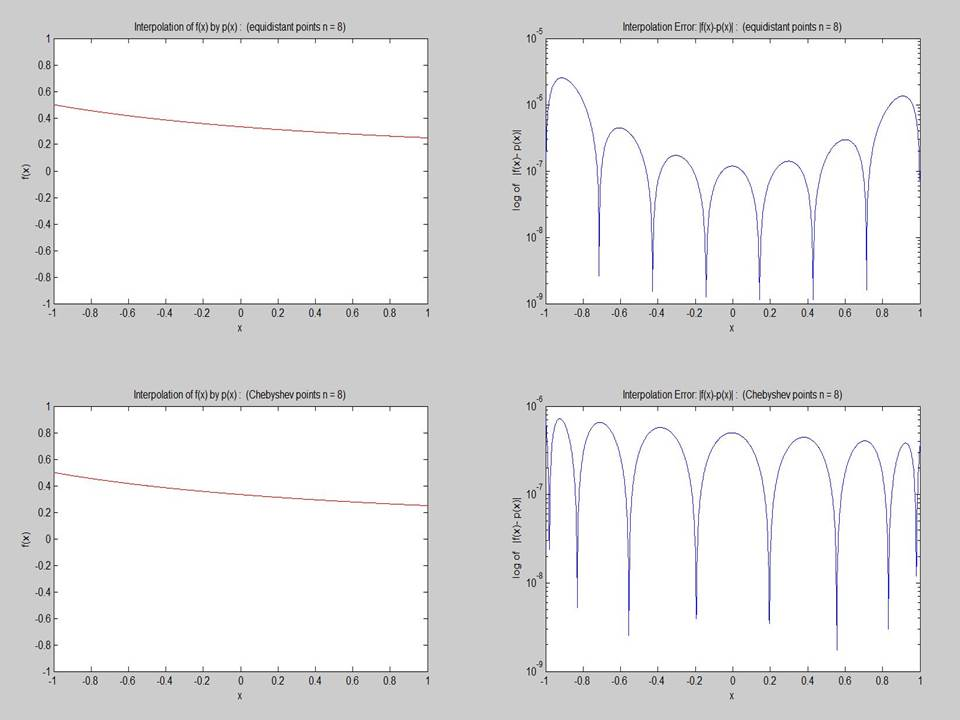 Interpolation of f(x) by p(x) : (equidistant points n = 8)
1
0.8
0.6
0.4
0.2
0
-0.2
-0.4
-0.6
-0.8
-1
f(x)
-1 -0.8 -0.6 -0.4 -0.2 0 0.2 0.4 0.6 0.8 1
x
Interpolation Error: |f(x)-p(x)| : (equidistant points n = 8)
10^-5
10^-6
10^-7
10^-8
10^-9
log of |f(x)- p(x)|
-1 -0.8 -0.6 -0.4 -0.2 0 0.2 0.4 0.6 0.8 1
x
Interpolation of f(x) by p(x) : (Chebyshev points n = 8)
1
0.8
0.6
0.4
0.2
0
-0.2
-0.4
-0.6
-0.8
-1
f(x)
-1 -0.8 -0.6 -0.4 -0.2 0 0.2 0.4 0.6 0.8 1
x
Interpolation Error: |f(x)-p(x)| : (Chebyshev points n = 8)
10^-6
10^-7
10^-8
10^-9
log of |f(x)- p(x)|
-1 -0.8 -0.6 -0.4 -0.2 0 0.2 0.4 0.6 0.8 1
x